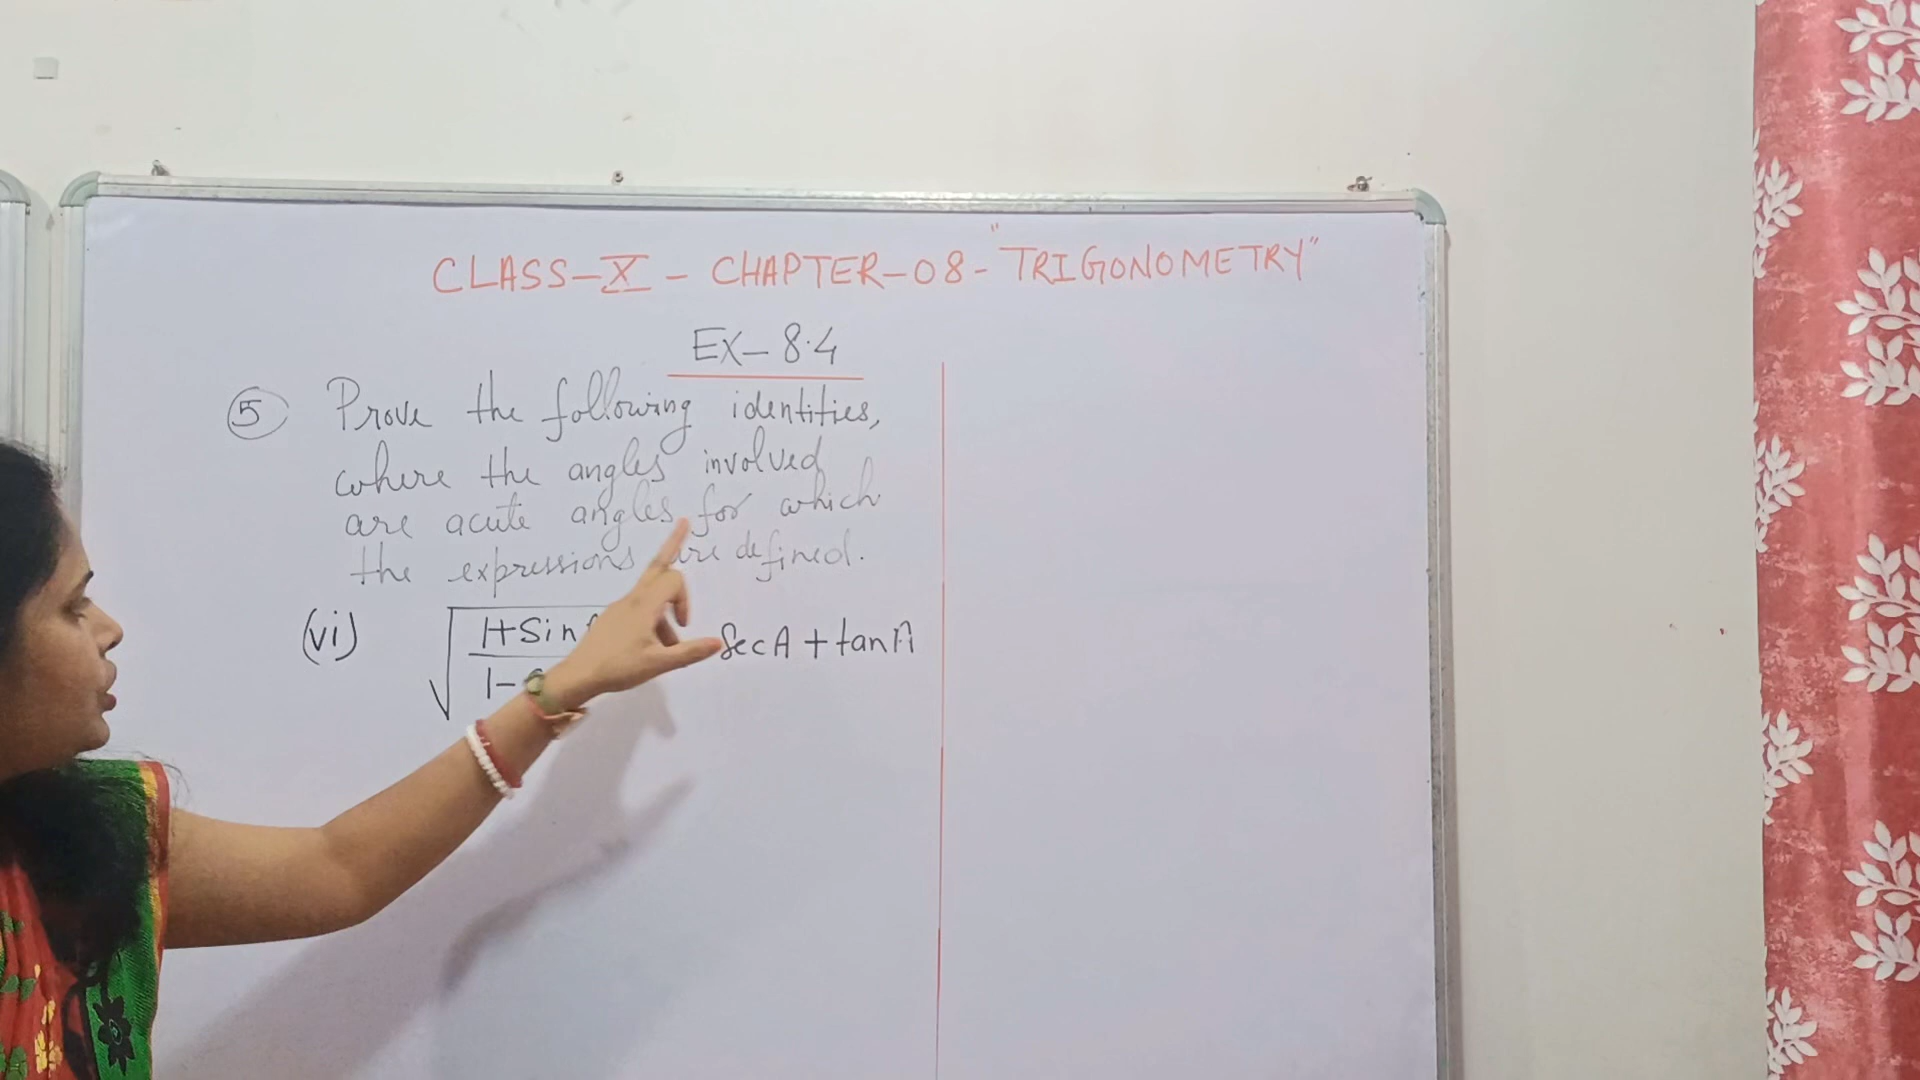 CLASS-X - CHAPTER-08- "TRIGONOMETRY"
EX-8.4
5 Prove the following identities,
where the angles involved
are acute angles for which
the expressions are defined.
(vi) √ 1+Sin secA + tanA
1-